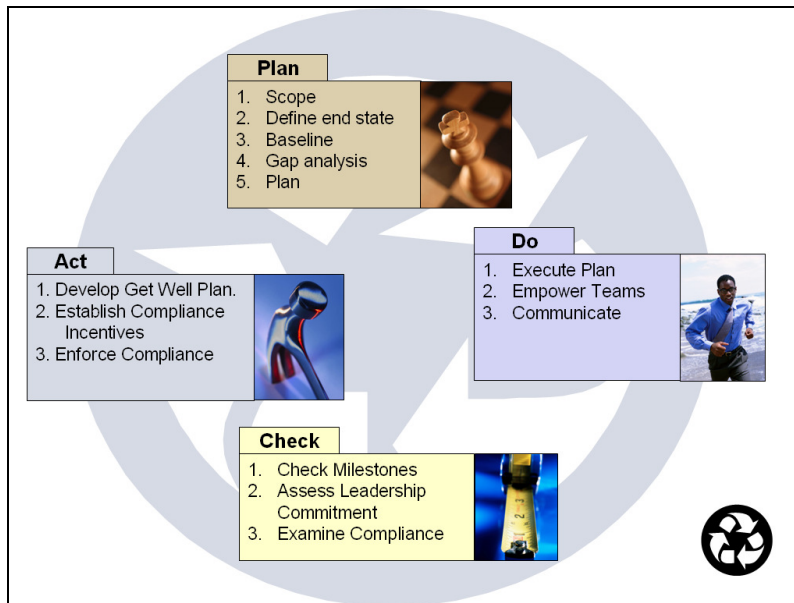 Plan
1. Scope
2. Define end state
3. Baseline
4. Gap analysis
5. Plan
Do
1. Execute Plan
2. Empower Teams
3. Communicate
Check
1. Check Milestones
2. Assess Leadership
Commitment
3. Examine Compliance
2
Act
1. Develop Get Well Plan.
2. Establish Compliance
Incentives
3. Enforce Compliance